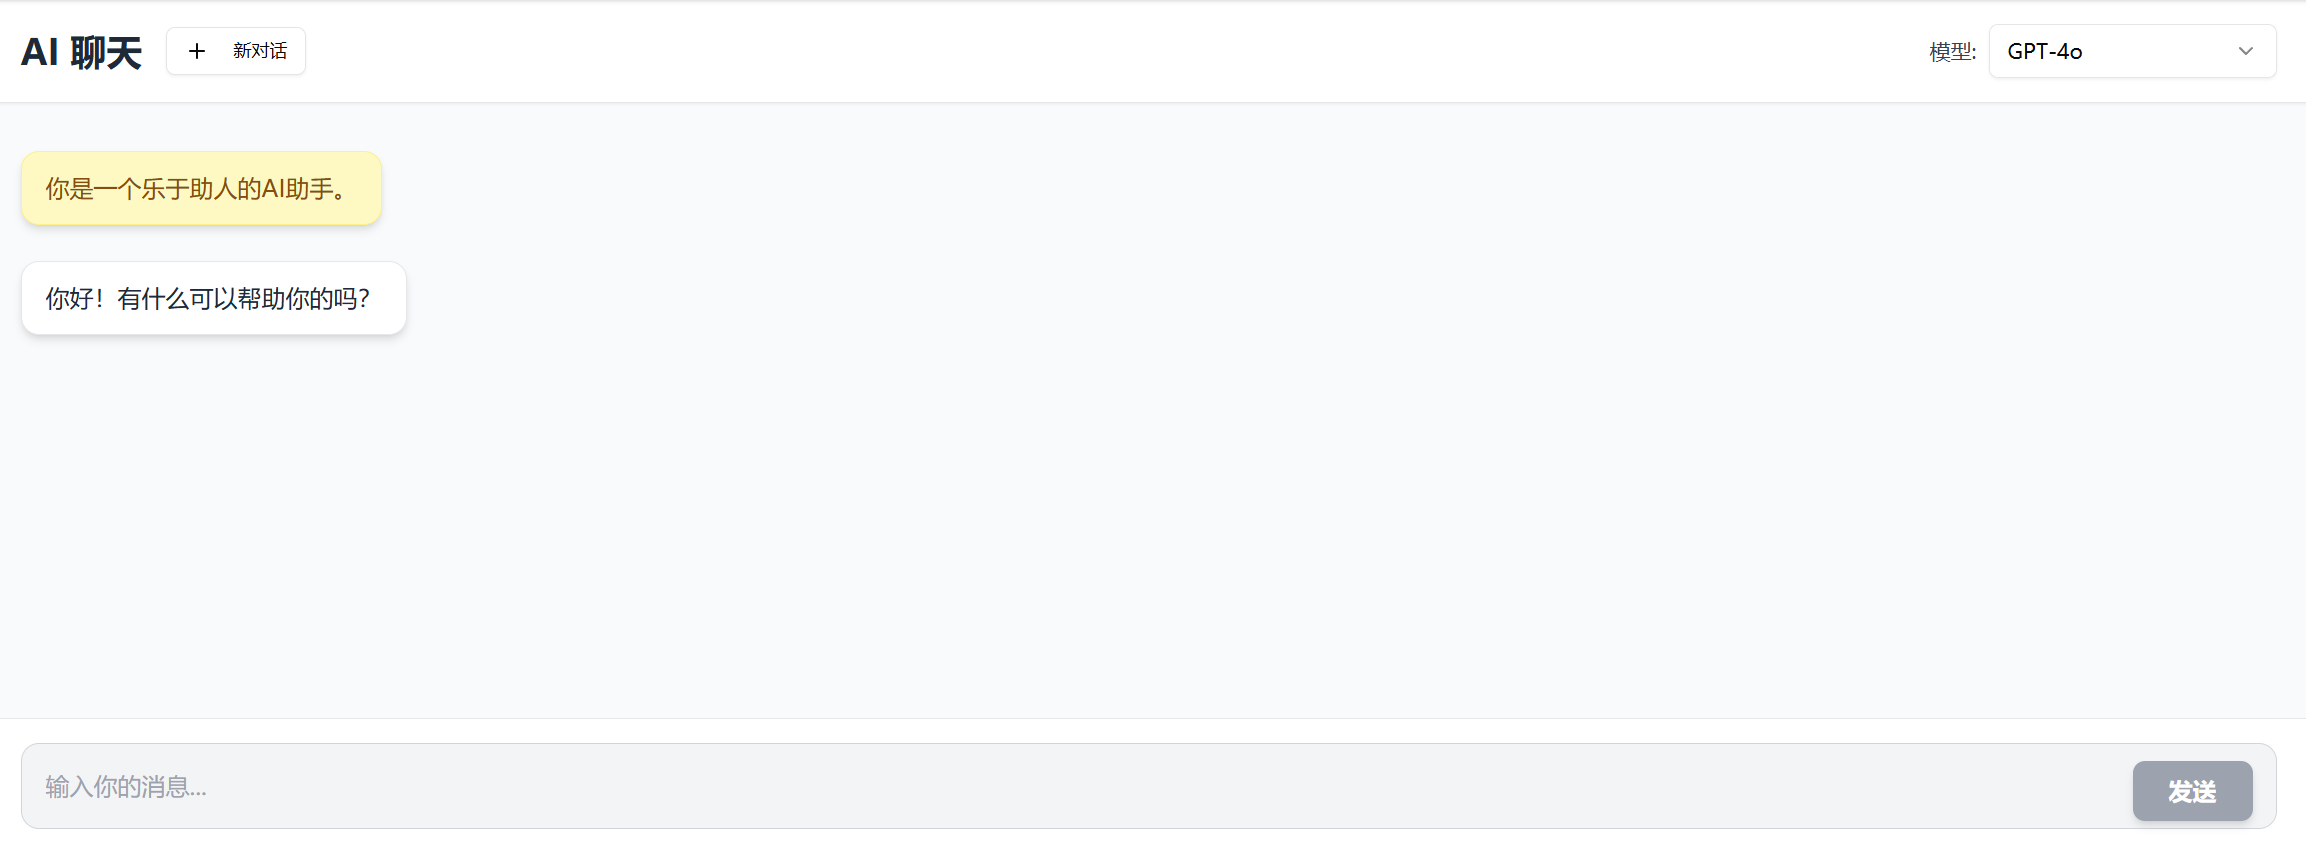 AI 聊天
新对话
模型:
GPT-4o
你是一个乐于助人的AI助手。
你好！有什么可以帮助你的吗？
输入你的消息...
发送